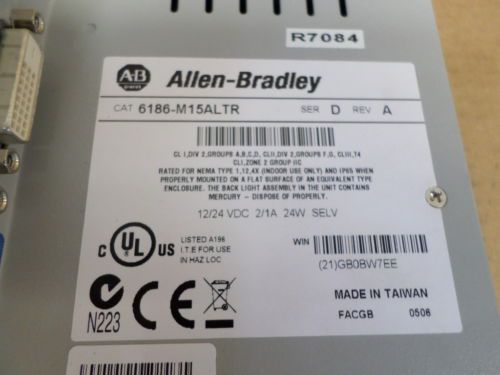 R7084
A-B
Allen-Bradley
CAT 6186-M15ALTR SER D REV A
CL I,DIV 2,GROUPS A,B,C,D, CLII,DIV 2,GROUPS F,G, CLIII,T4
CLI,ZONE 2 GROUP IIC
RATED FOR NEMA TYPE 1,12,4X (INDOOR USE ONLY) AND IP65 WHEN
PROPERLY MOUNTED ON A FLAT SURFACE OF AN EQUIVALENT TYPE
ENCLOSURE. THE BACK LIGHT ASSEMBLY IN THE UNIT CONTAINS
MERCURY - DISPOSE OF PROPERLY.
12/24 VDC 2/1A 24W SELV
C UL US
LISTED A196
I.T.E FOR USE
IN HAZ LOC
WIN
(21)GB0BW7EE
CE
N223
MADE IN TAIWAN
FACGB 0506